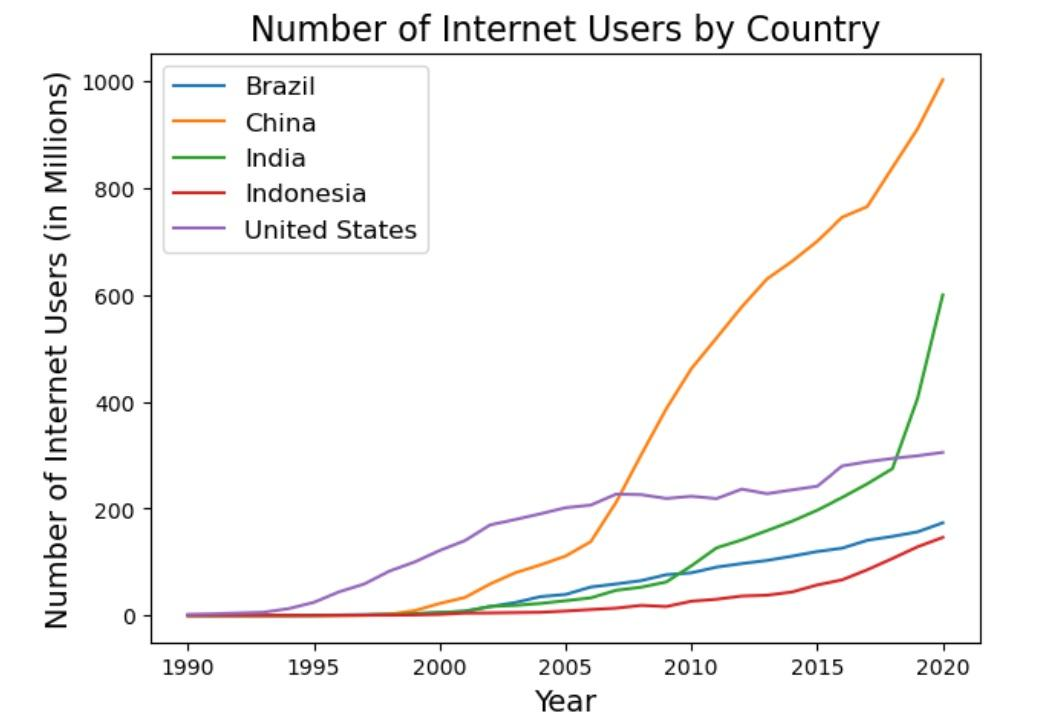 Number of Internet Users by Country
Number of Internet Users (in Millions)
1000
800
600
400
200
0
Brazil
China
India
Indonesia
United States
1990 1995 2000 2005 2010 2015 2020
Year